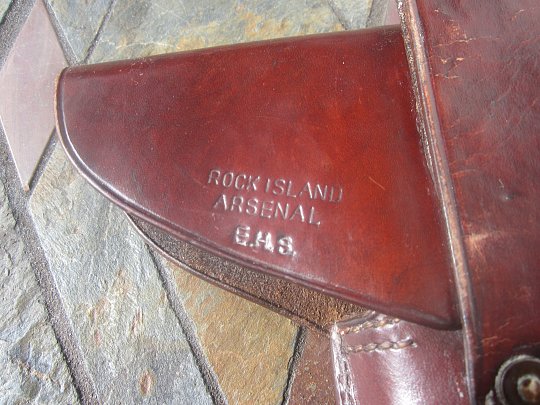 ROCK ISLAND
ARSENAL
E.H.S.